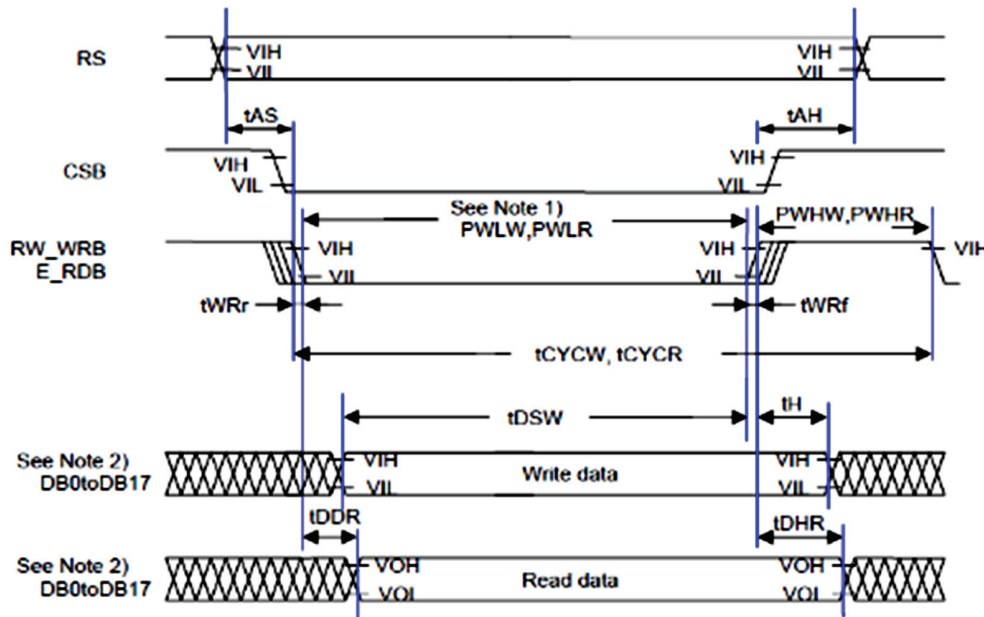 RS
VIH
VIL
VIH
VIL
tAS
tAH
CSB
VIH
VIL
VIH
VIL
See Note 1)
PWLW,PWLR
PWHW,PWHR
RW_WRB
E_RDB
VIH
VIL
VIH
VIL
VIH
tWRr
tWRf
tCYCW, tCYCR
tDSW
tH
See Note 2)
DB0toDB17
VIH
VIL
Write data
VIH
VIL
tDDR
tDHR
See Note 2)
DB0toDB17
VOH
VOL
Read data
VOH
VOL